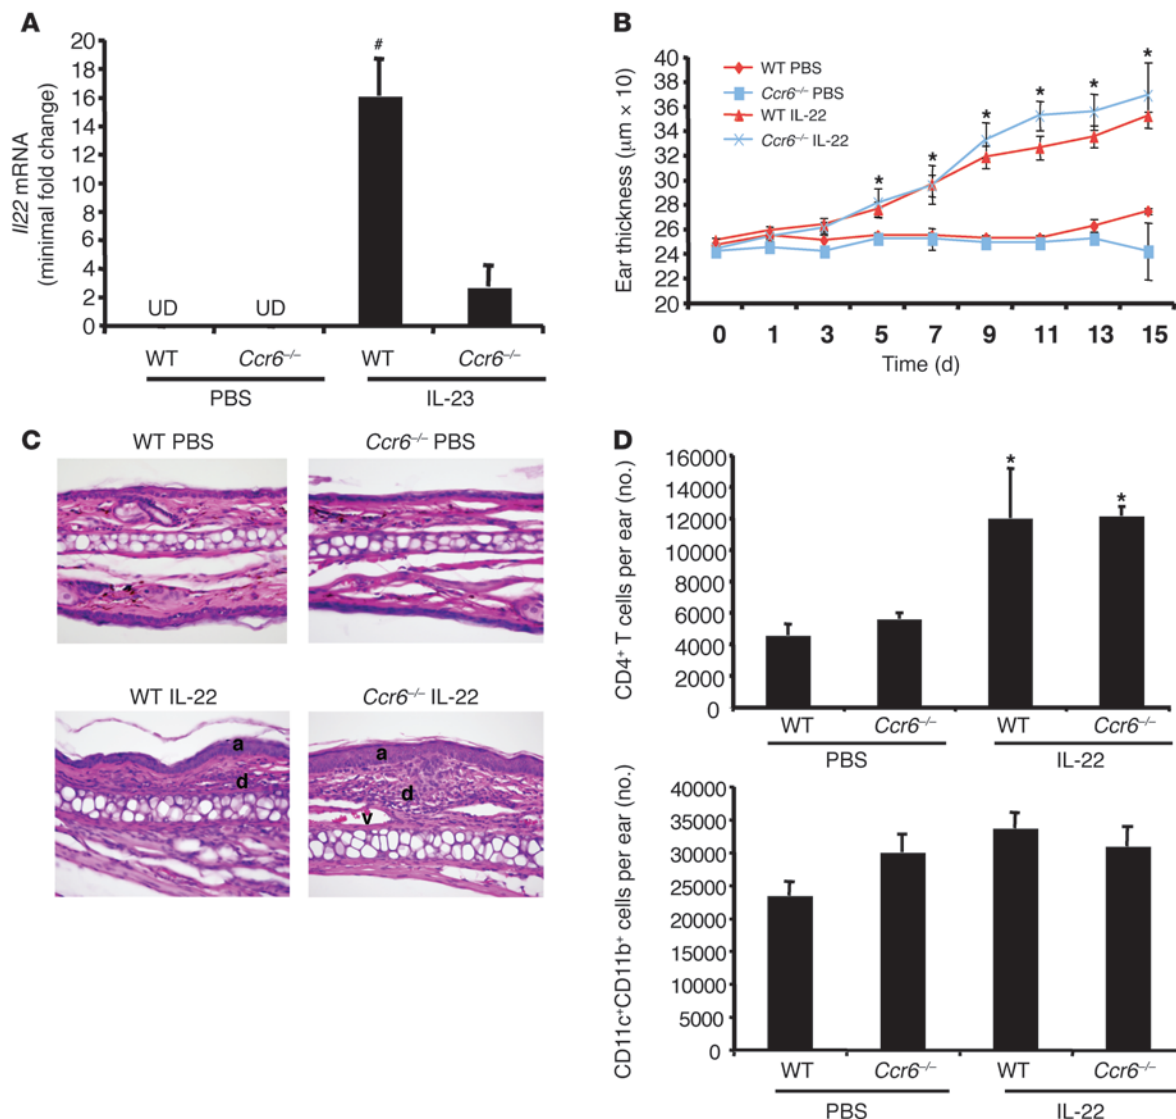 A
Il22 mRNA
(minimal fold change)
20
18
16
14
12
10
8
6
4
2
0
UD
UD
#
WT
Ccr6–/–
WT
Ccr6–/–
PBS
IL-23
B
Ear thickness (µm × 10)
40
38
36
34
32
30
28
26
24
22
20
WT PBS
Ccr6–/– PBS
WT IL-22
Ccr6–/– IL-22
*
*
*
*
*
*
0 1 3 5 7 9 11 13 15
Time (d)
C
WT PBS
Ccr6–/– PBS
WT IL-22
Ccr6–/– IL-22
a
d
a
d
v
D
CD4+ T cells per ear (no.)
16000
14000
12000
10000
8000
6000
4000
2000
0
*
*
WT
Ccr6–/–
WT
Ccr6–/–
PBS
IL-22
CD11c+CD11b+ cells per ear (no.)
40000
35000
30000
25000
20000
15000
10000
5000
0
WT
Ccr6–/–
WT
Ccr6–/–
PBS
IL-22